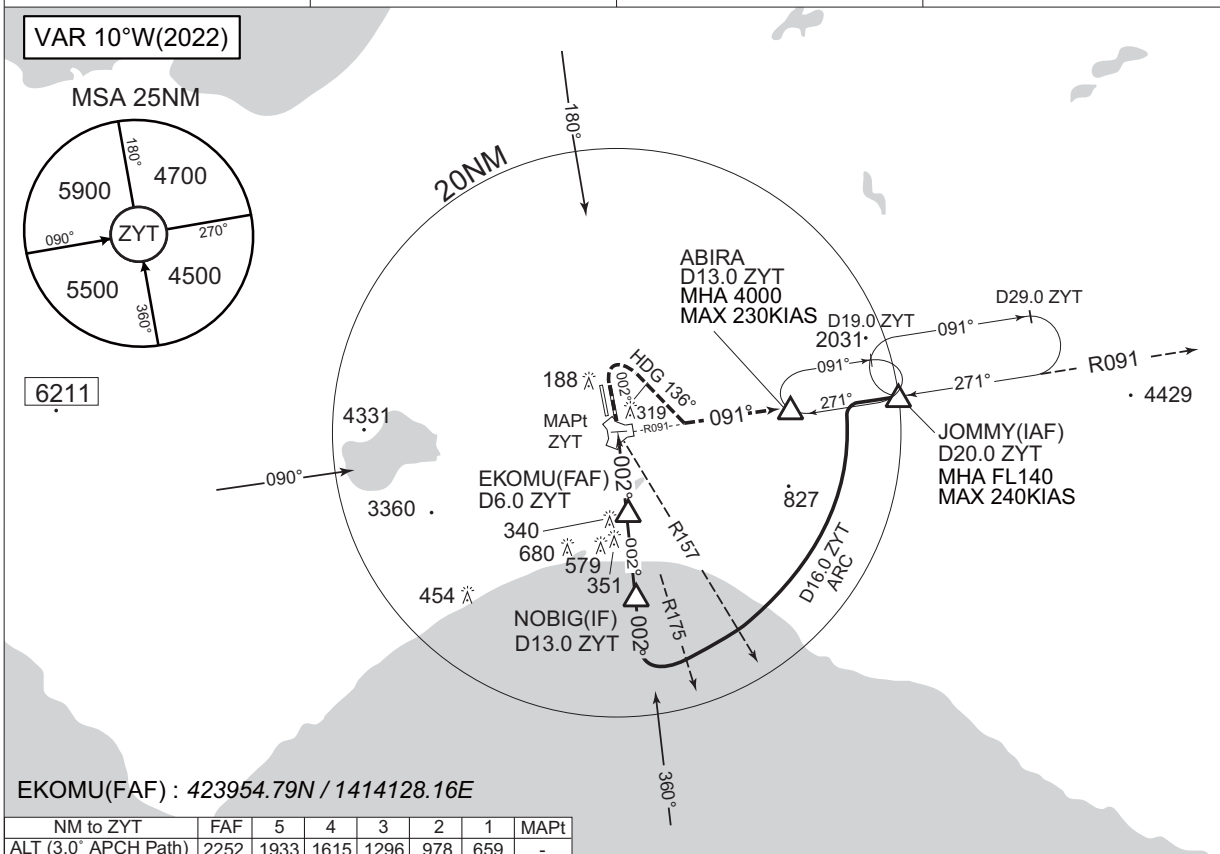 VAR 10°W(2022)
MSA 25NM
180°
5900
4700
090°
ZYT
270°
5500
4500
360°
6211
180°
20NM
ABIRA
D13.0 ZYT
MHA 4000
MAX 230KIAS
D19.0 ZYT
2031
D29.0 ZYT
091°
091°
R091
271°
271°
4429
188
002°
HDG 136°
319
MAPt
ZYT
R091
091°
4331
090°
3360
JOMMY(IAF)
D20.0 ZYT
MHA FL140
MAX 240KIAS
EKOMU(FAF)
D6.0 ZYT
002°
827
340
680
579
351
002°
R157
D16.0 ZYT
ARC
454
NOBIG(IF)
D13.0 ZYT
002°
R175
360°
EKOMU(FAF) : 423954.79N / 1414128.16E
NM to ZYT FAF 5 4 3 2 1 MAPt
ALT (3.0° APCH Path) 2252 1933 1615 1296 978 659 -